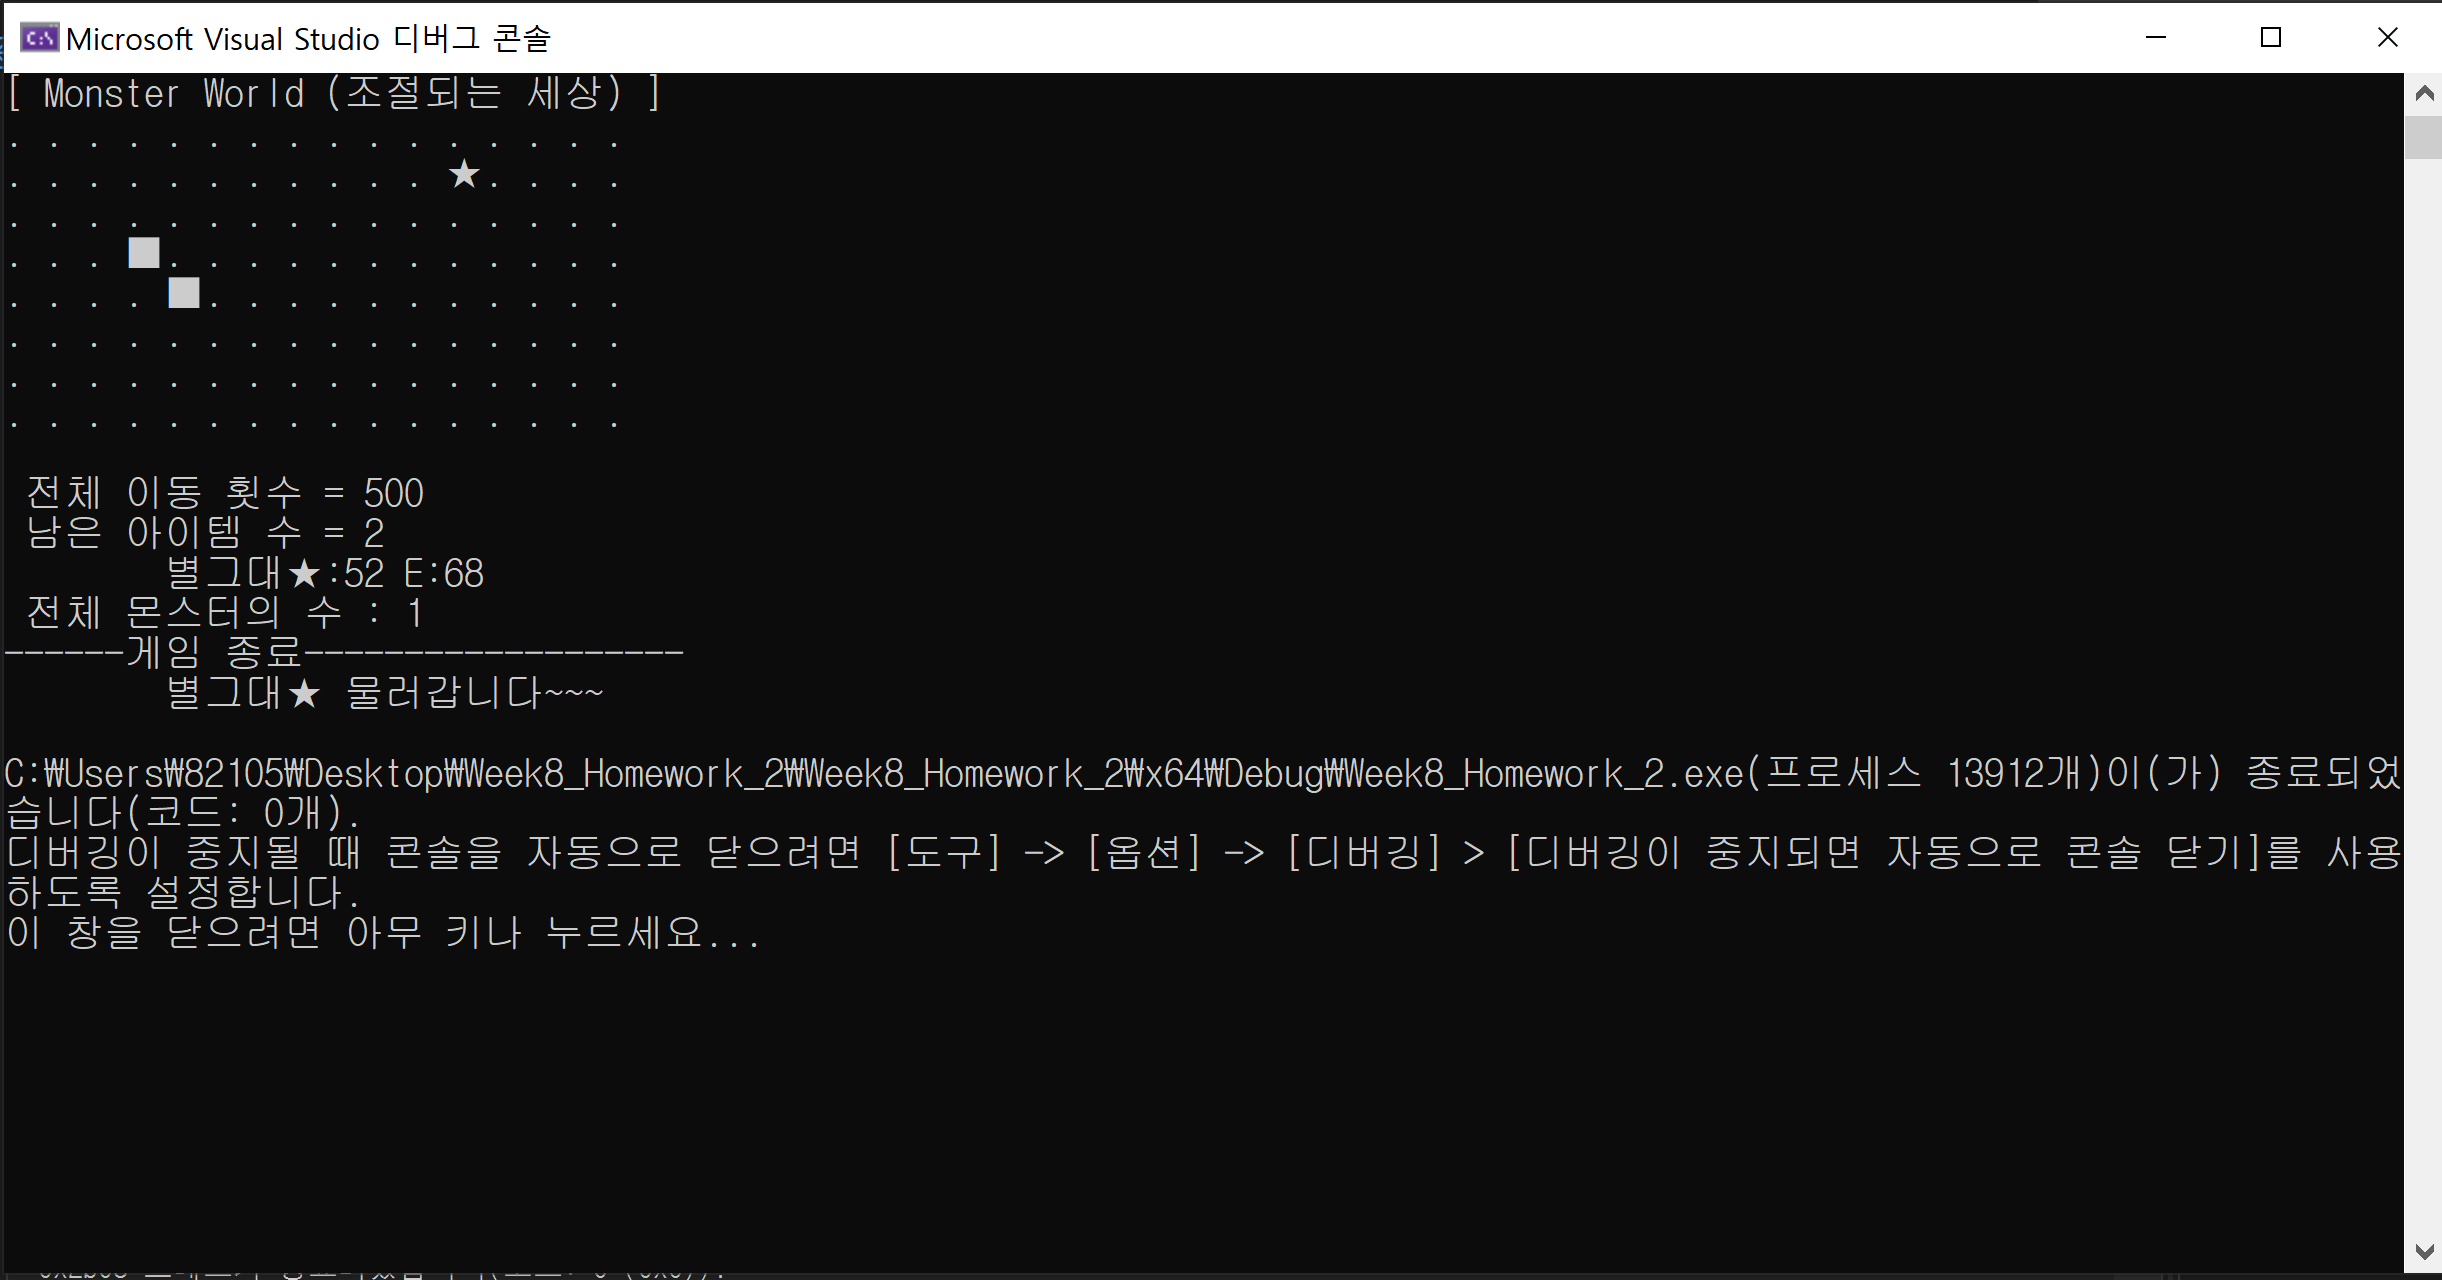 Microsoft Visual Studio 디버그 콘솔
[ Monster World (조절되는 세상) ]
. . . . . . . . . . . . . . . .
. . . . . . . . . . . ★. . . .
. . . . . . . . . . . . . . . .
. . . ■. . . . . . . . . . . .
. . . . ■. . . . . . . . . . .
. . . . . . . . . . . . . . . .
. . . . . . . . . . . . . . . .
. . . . . . . . . . . . . . . .
전체 이동 횟수 = 500
남은 아이템 수 = 2
별그대★:52 E:68
전체 몬스터의 수 : 1
------게임 종료-------------------
별그대★ 물러갑니다~~~
C:₩Users₩82105₩Desktop₩Week8_Homework_2₩Week8_Homework_2₩x64₩Debug₩Week8_Homework_2.exe(프로세스 13912개)이(가) 종료되었
습니다(코드: 0개).
디버깅이 중지될 때 콘솔을 자동으로 닫으려면 [도구] -> [옵션] -> [디버깅] > [디버깅이 중지되면 자동으로 콘솔 닫기]를 사용
하도록 설정합니다.
이 창을 닫으려면 아무 키나 누르세요...